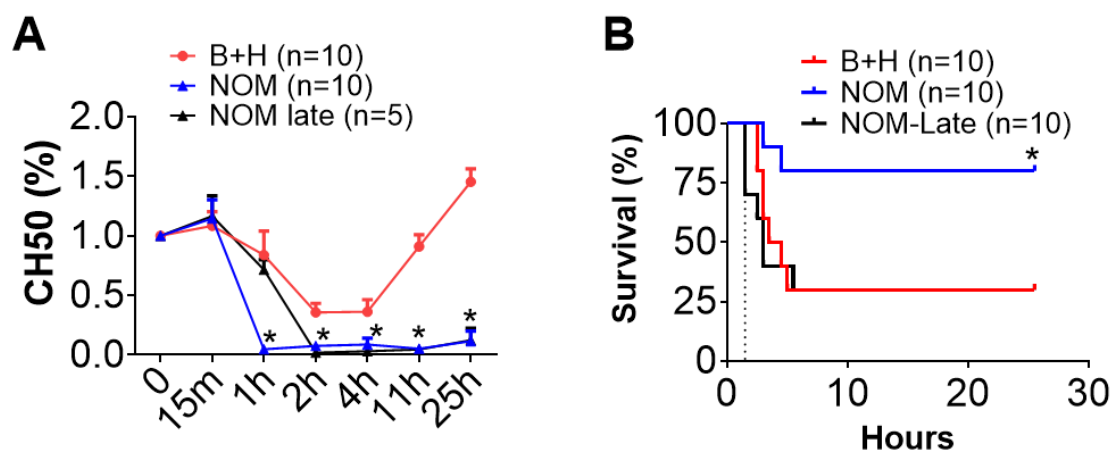 A
B+H (n=10)
NOM (n=10)
NOM late (n=5)
CH50 (%)
2.0
1.5
1.0
0.5
0.0
0
15m
1h
2h
4h
11h
25h
*
*
*
*
*
B
B+H (n=10)
NOM (n=10)
NOM-Late (n=10)
Survival (%)
100
75
50
25
0
*
0
10
20
30
Hours